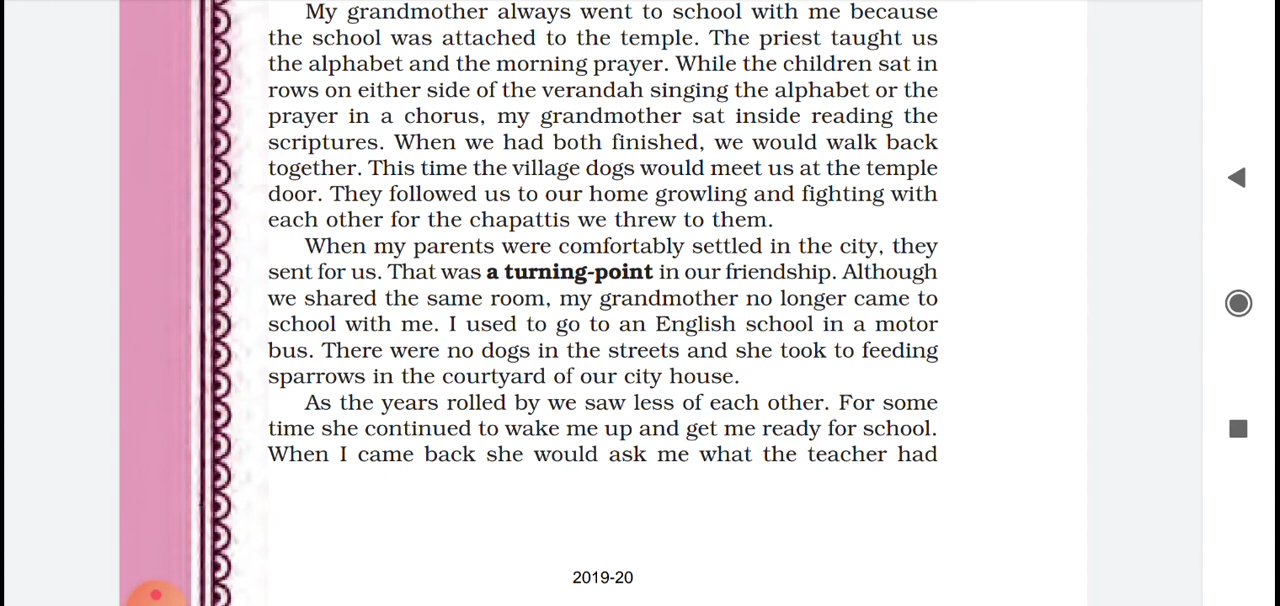 My grandmother always went to school with me because
the school was attached to the temple. The priest taught us
the alphabet and the morning prayer. While the children sat in
rows on either side of the verandah singing the alphabet or the
prayer in a chorus, my grandmother sat inside reading the
scriptures. When we had both finished, we would walk back
together. This time the village dogs would meet us at the temple
door. They followed us to our home growling and fighting with
each other for the chapattis we threw to them.
When my parents were comfortably settled in the city, they
sent for us. That was a turning-point in our friendship. Although
we shared the same room, my grandmother no longer came to
school with me. I used to go to an English school in a motor
bus. There were no dogs in the streets and she took to feeding
sparrows in the courtyard of our city house.
As the years rolled by we saw less of each other. For some
time she continued to wake me up and get me ready for school.
When I came back she would ask me what the teacher had
2019-20